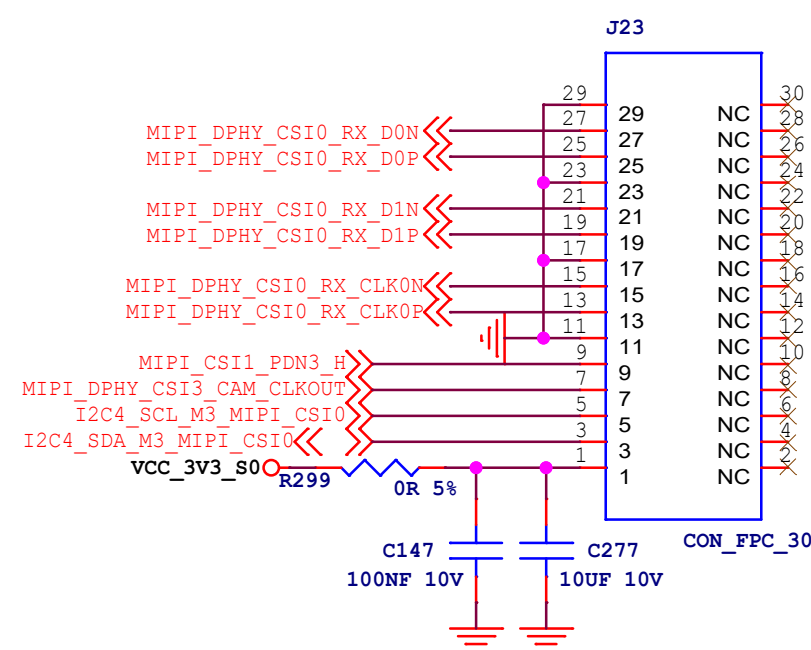 J23
29 29 NC 30
MIPI_DPHY_CSI0_RX_D0N 27 27 NC 28
MIPI_DPHY_CSI0_RX_D0P 25 25 NC 26
23 23 NC 24
MIPI_DPHY_CSI0_RX_D1N 21 21 NC 22
MIPI_DPHY_CSI0_RX_D1P 19 19 NC 20
17 17 NC 18
MIPI_DPHY_CSI0_RX_CLK0N 15 15 NC 16
MIPI_DPHY_CSI0_RX_CLK0P 13 13 NC 14
11 11 NC 12
MIPI_CSI1_PDN3_H 9 9 NC 10
MIPI_DPHY_CSI3_CAM_CLKOUT 7 7 NC 8
I2C4_SCL_M3_MIPI_CSI0 5 5 NC 6
I2C4_SDA_M3_MIPI_CSI0 3 3 NC 4
VCC_3V3_S0 1 1 NC 2
R299 0R 5%
CON_FPC_30
C147 C277
100NF 10V 10UF 10V